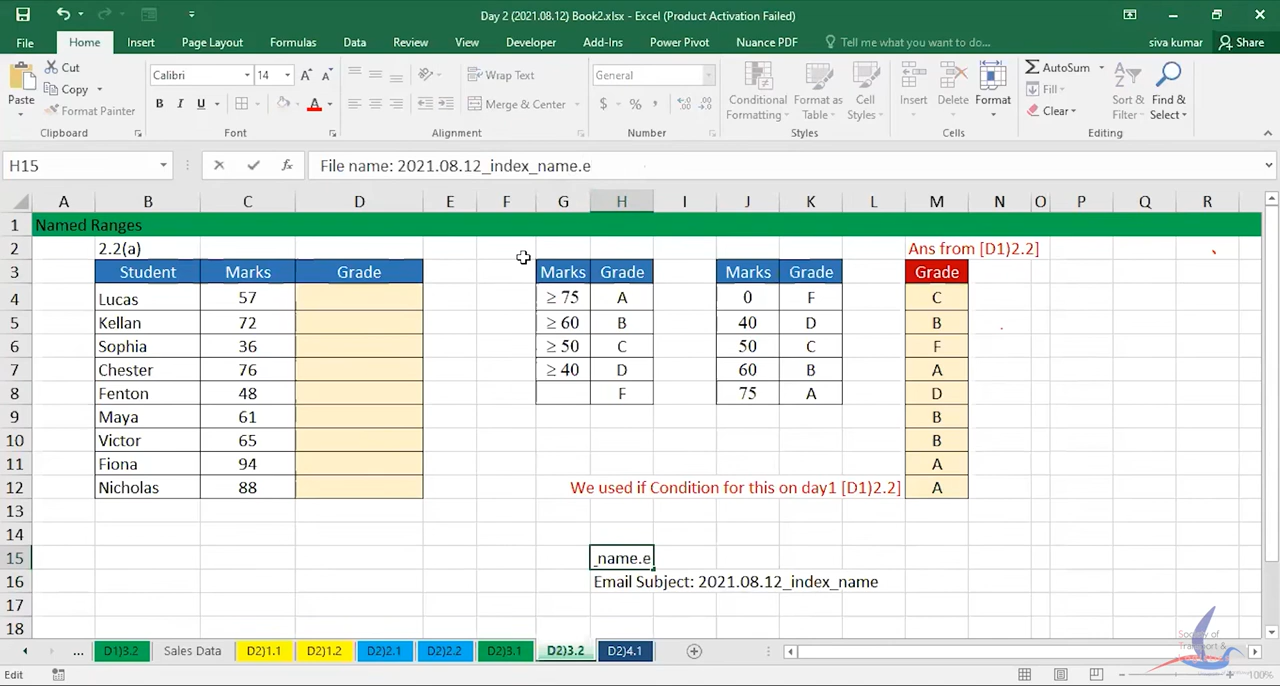 Day 2 (2021.08.12) Book2.xlsx - Excel (Product Activation Failed)
File Home Insert Page Layout Formulas Data Review View Developer Add-Ins Power Pivot Nuance PDF Tell me what you want to do... siva kumar Share
Paste Cut Copy Format Painter
Calibri 14 Wrap Text Merge & Center General
Conditional Formatting Format as Table Cell Styles Insert Delete Format AutoSum Fill Clear Sort & Filter Find & Select
Clipboard Font Alignment Number Styles Cells Editing
H15 File name: 2021.08.12_index_name.e
A B C D E F G H I J K L M N O P Q R
1 Named Ranges
2 2.2(a) Ans from [D1)2.2]
3 Student Marks Grade Marks Grade Marks Grade Grade
4 Lucas 57 ≥ 75 A 0 F C
5 Kellan 72 ≥ 60 B 40 D B
6 Sophia 36 ≥ 50 C 50 C F
7 Chester 76 ≥ 40 D 60 B A
8 Fenton 48 F 75 A D
9 Maya 61 B
10 Victor 65 B
11 Fiona 94 A
12 Nicholas 88 We used if Condition for this on day1 [D1)2.2] A
13
14
15 _name.e
16 Email Subject: 2021.08.12_index_name
17
18
Society of
Transport &
... D1)3.2 Sales Data D2)1.1 D2)1.2 D2)2.1 D2)2.2 D2)3.1 D2)3.2 D2)4.1
Edit 100%